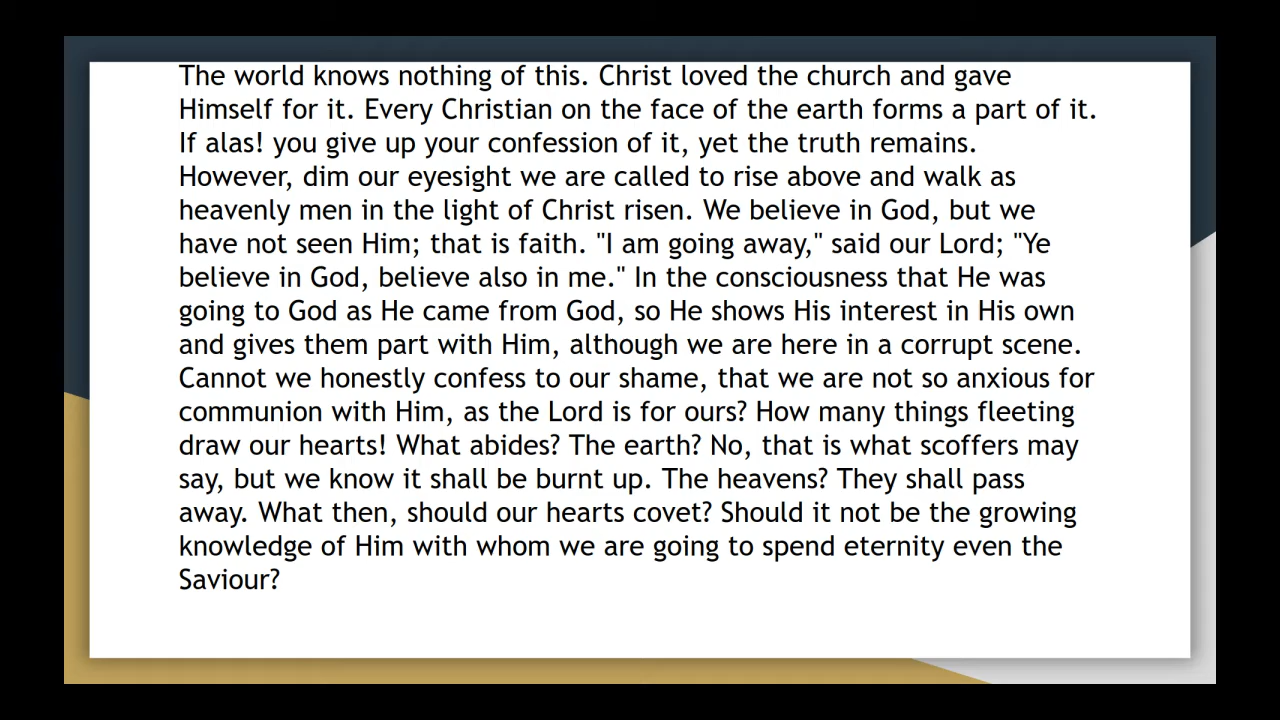 The world knows nothing of this. Christ loved the church and gave
Himself for it. Every Christian on the face of the earth forms a part of it.
If alas! you give up your confession of it, yet the truth remains.
However, dim our eyesight we are called to rise above and walk as
heavenly men in the light of Christ risen. We believe in God, but we
have not seen Him; that is faith. "I am going away," said our Lord; "Ye
believe in God, believe also in me." In the consciousness that He was
going to God as He came from God, so He shows His interest in His own
and gives them part with Him, although we are here in a corrupt scene.
Cannot we honestly confess to our shame, that we are not so anxious for
communion with Him, as the Lord is for ours? How many things fleeting
draw our hearts! What abides? The earth? No, that is what scoffers may
say, but we know it shall be burnt up. The heavens? They shall pass
away. What then, should our hearts covet? Should it not be the growing
knowledge of Him with whom we are going to spend eternity even the
Saviour?